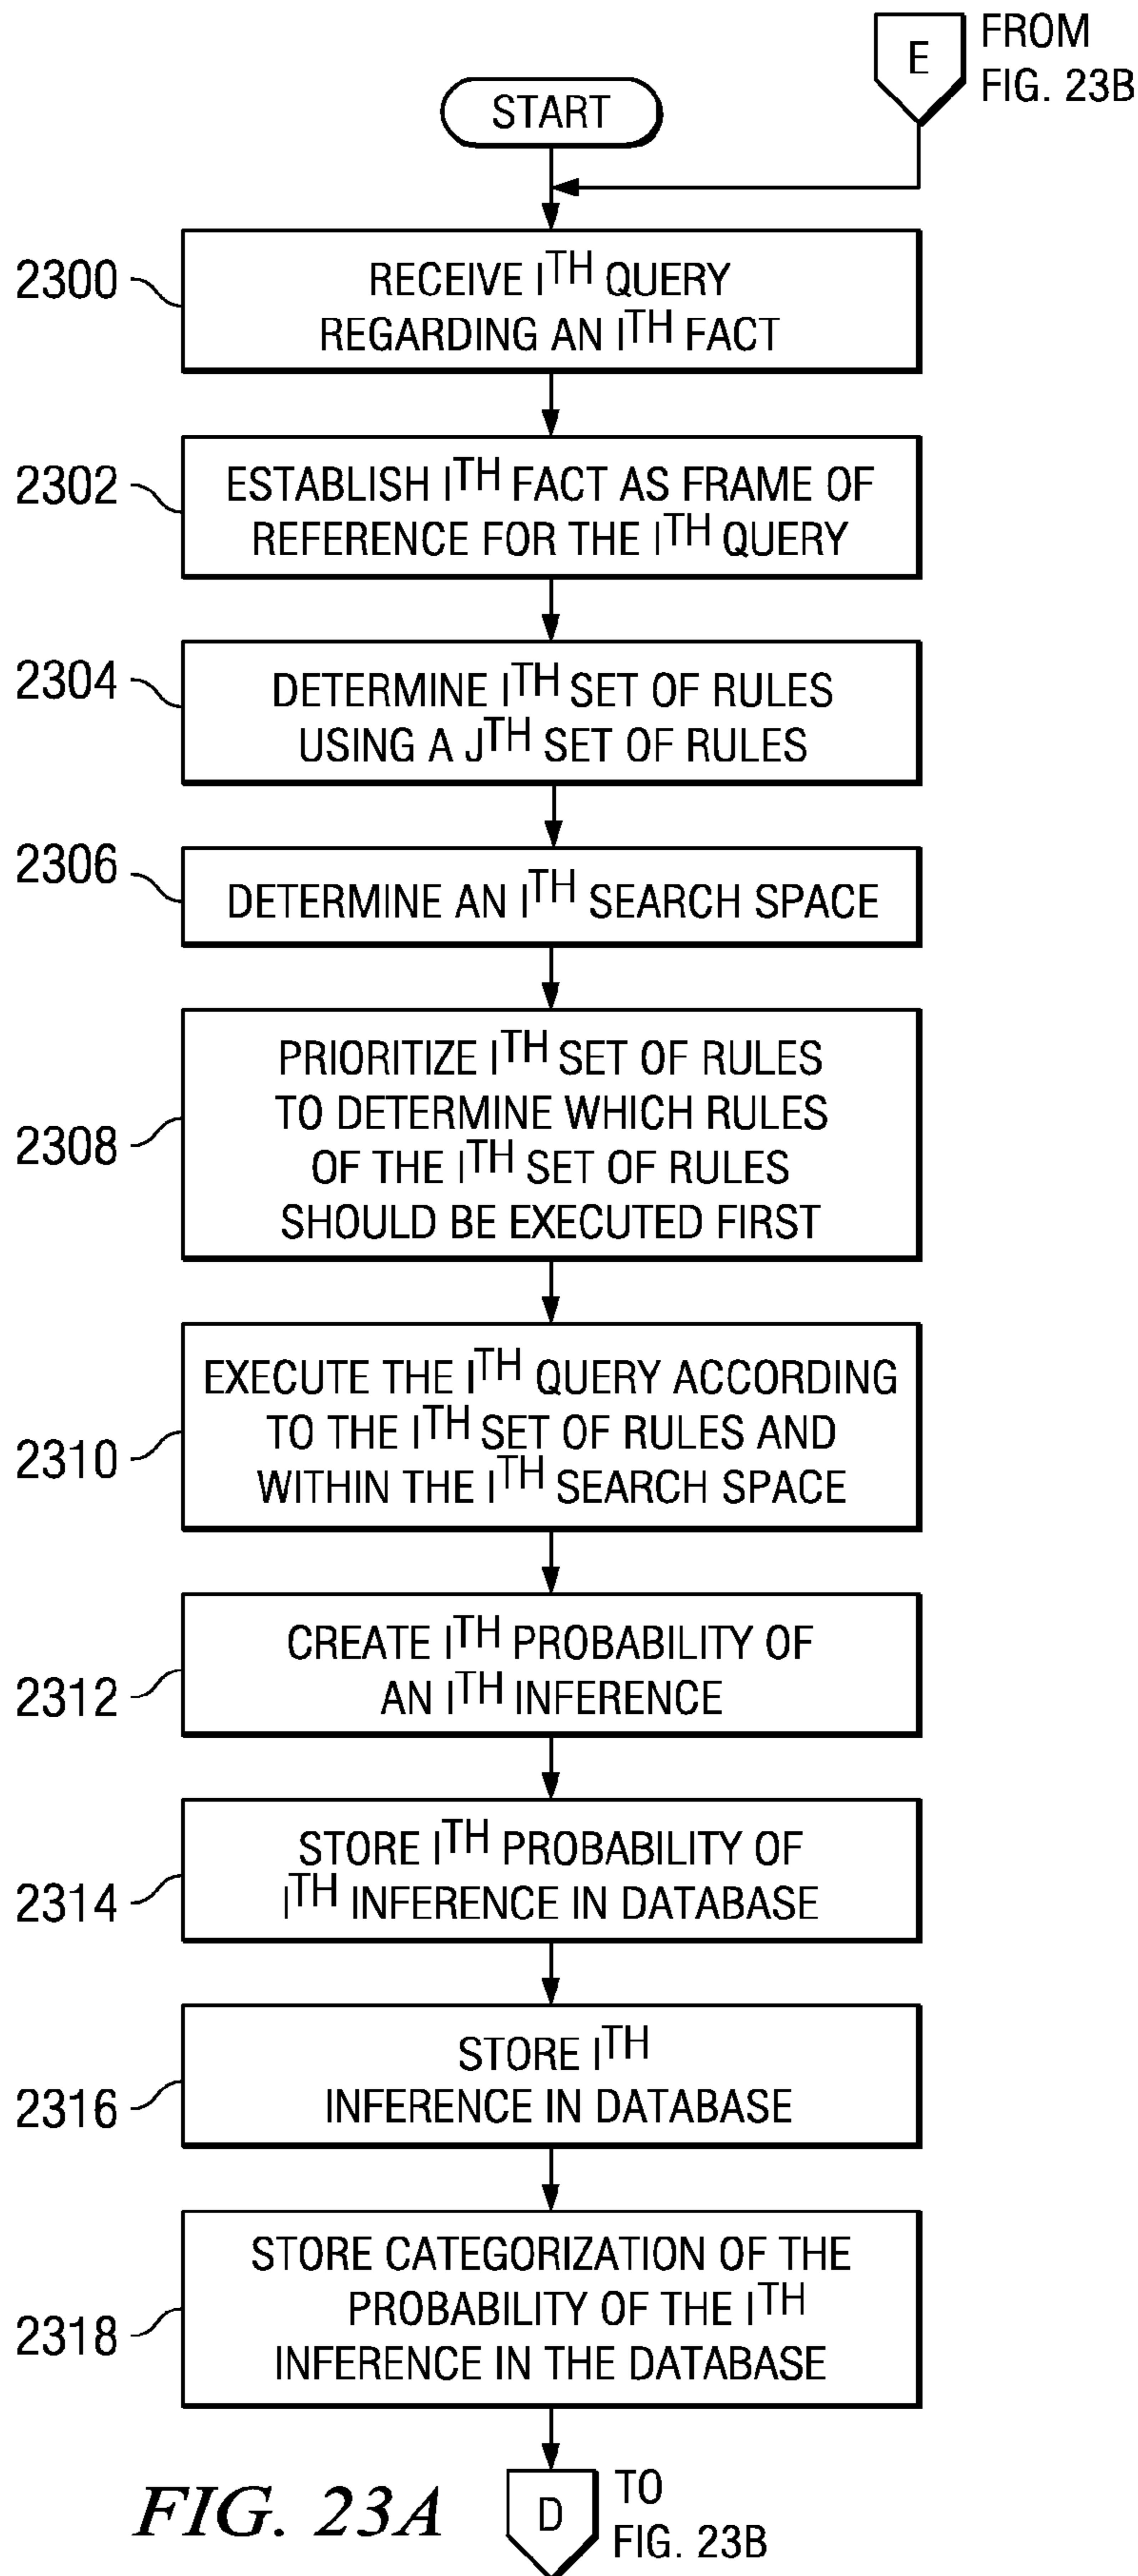 E
FROM
FIG. 23B
START
2300
RECEIVE ITH QUERY
REGARDING AN ITH FACT
2302
ESTABLISH ITH FACT AS FRAME OF
REFERENCE FOR THE ITH QUERY
2304
DETERMINE ITH SET OF RULES
USING A JTH SET OF RULES
2306
DETERMINE AN ITH SEARCH SPACE
2308
PRIORITIZE ITH SET OF RULES
TO DETERMINE WHICH RULES
OF THE ITH SET OF RULES
SHOULD BE EXECUTED FIRST
2310
EXECUTE THE ITH QUERY ACCORDING
TO THE ITH SET OF RULES AND
WITHIN THE ITH SEARCH SPACE
2312
CREATE ITH PROBABILITY OF
AN ITH INFERENCE
2314
STORE ITH PROBABILITY OF
ITH INFERENCE IN DATABASE
2316
STORE ITH
INFERENCE IN DATABASE
2318
STORE CATEGORIZATION OF THE
PROBABILITY OF THE ITH
INFERENCE IN THE DATABASE
FIG. 23A
D
TO
FIG. 23B